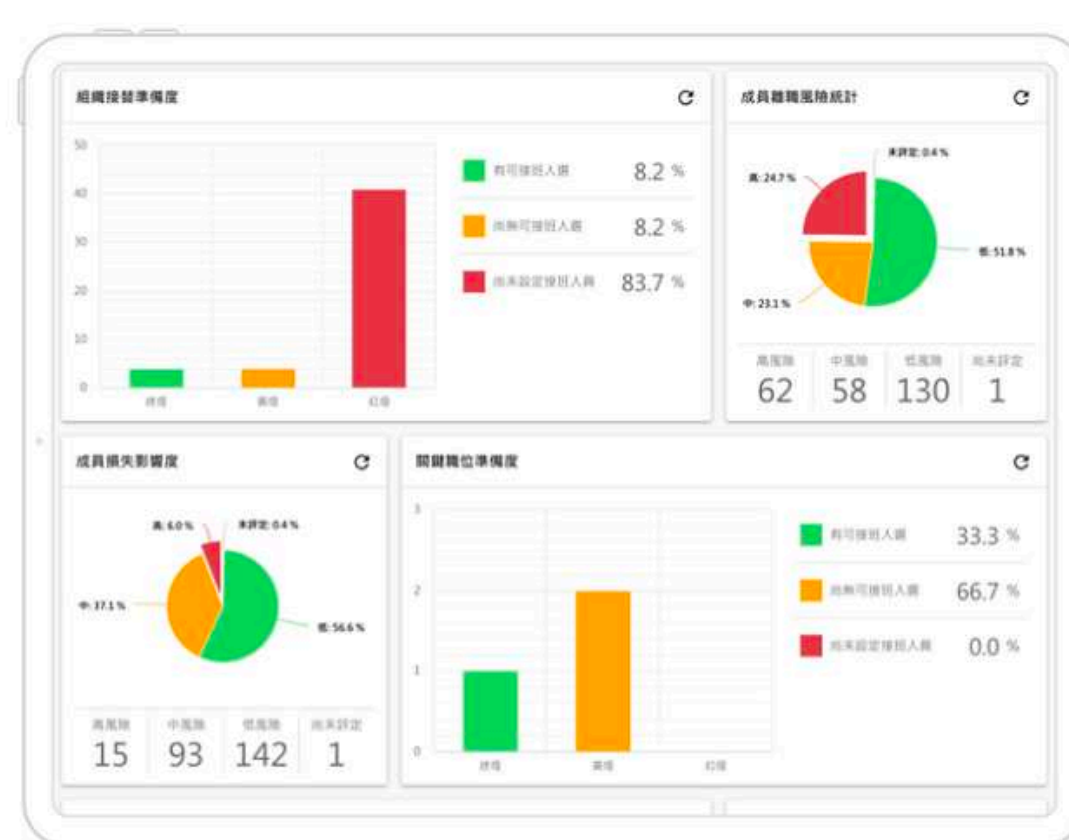 組織接替準備度
50
40
30
20
10
0
綠燈
黃燈
紅燈
有可接班人選 8.2 %
尚無可接班人選 8.2 %
尚未設定接班人員 83.7 %
成員離職風險統計
未評定: 0.4 %
高: 24.7 %
低: 51.8 %
中: 23.1 %
高風險 中風險 低風險 尚未評定
62 58 130 1
成員損失影響度
高: 6.0 % 未評定: 0.4 %
中: 37.1 %
低: 56.6 %
高風險 中風險 低風險 尚未評定
15 93 142 1
關鍵職位準備度
3
2
1
0
綠燈
黃燈
紅燈
有可接班人選 33.3 %
尚無可接班人選 66.7 %
尚未設定接班人員 0.0 %